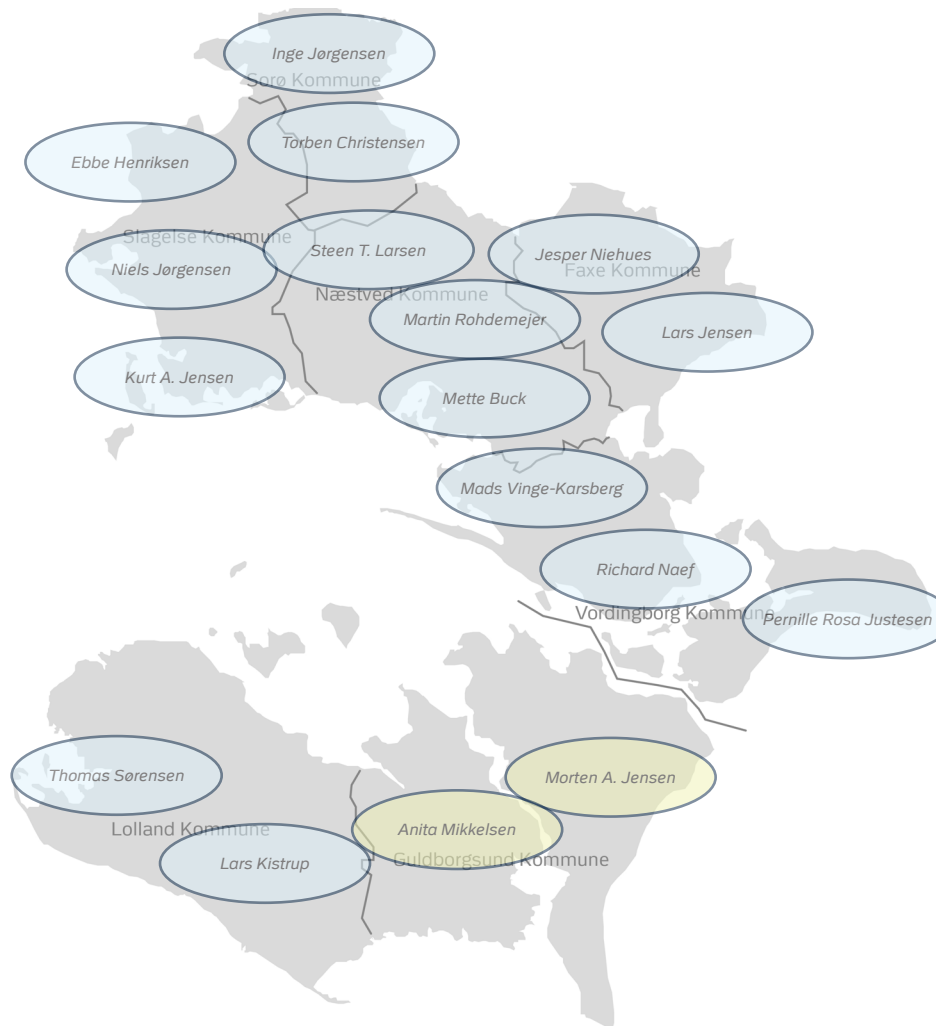 Inge Jørgensen
Sorø Kommune
Torben Christensen
Ebbe Henriksen
Slagelse Kommune
Steen T. Larsen
Jesper Niehues
Niels Jørgensen
Faxe Kommune
Næstved Kommune
Martin Rohdemejer
Lars Jensen
Kurt A. Jensen
Mette Buck
Mads Vinge-Karsberg
Richard Naef
Vordingborg Kommune
Pernille Rosa Justesen
Thomas Sørensen
Morten A. Jensen
Lolland Kommune
Anita Mikkelsen
Lars Kistrup
Guldborgsund Kommune